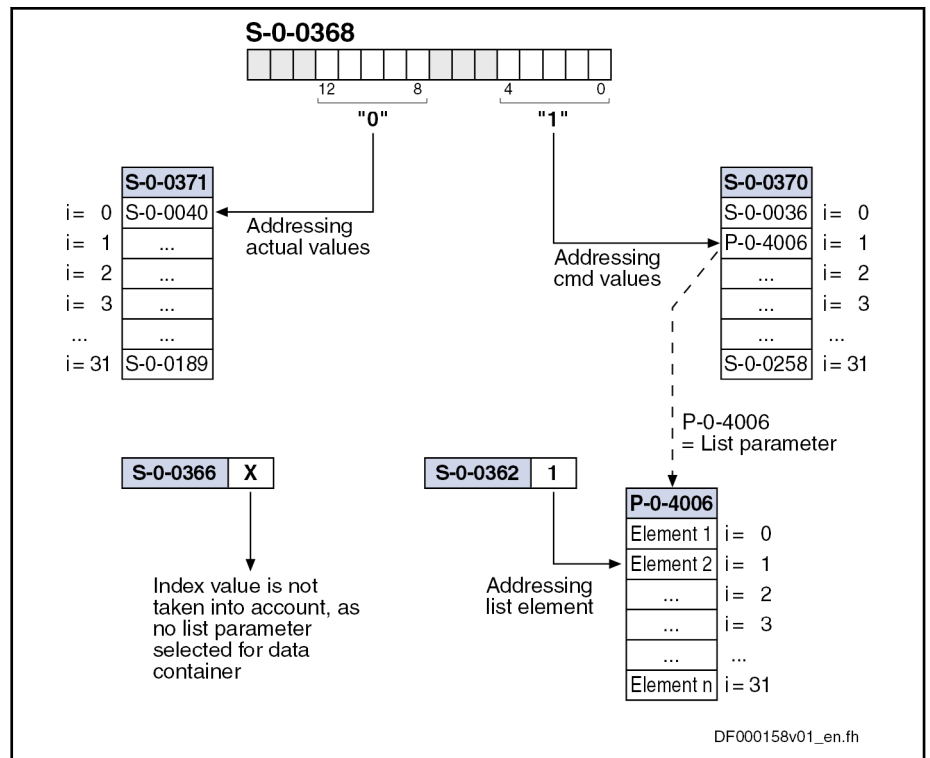 S-0-0368
12 8 4 0
"0" "1"
S-0-0371
i= 0 S-0-0040
i= 1 ...
i= 2 ...
i= 3 ...
... ...
i= 31 S-0-0189
Addressing
actual values
Addressing
cmd values
S-0-0370
S-0-0036 i= 0
P-0-4006 i= 1
... i= 2
... i= 3
... ...
S-0-0258 i= 31
P-0-4006
= List parameter
S-0-0366 X
Index value is not
taken into account, as
no list parameter
selected for data
container
S-0-0362 1
Addressing
list element
P-0-4006
Element 1 i= 0
Element 2 i= 1
... i= 2
... i= 3
... ...
Element n i= 31
DF000158v01_en.fh